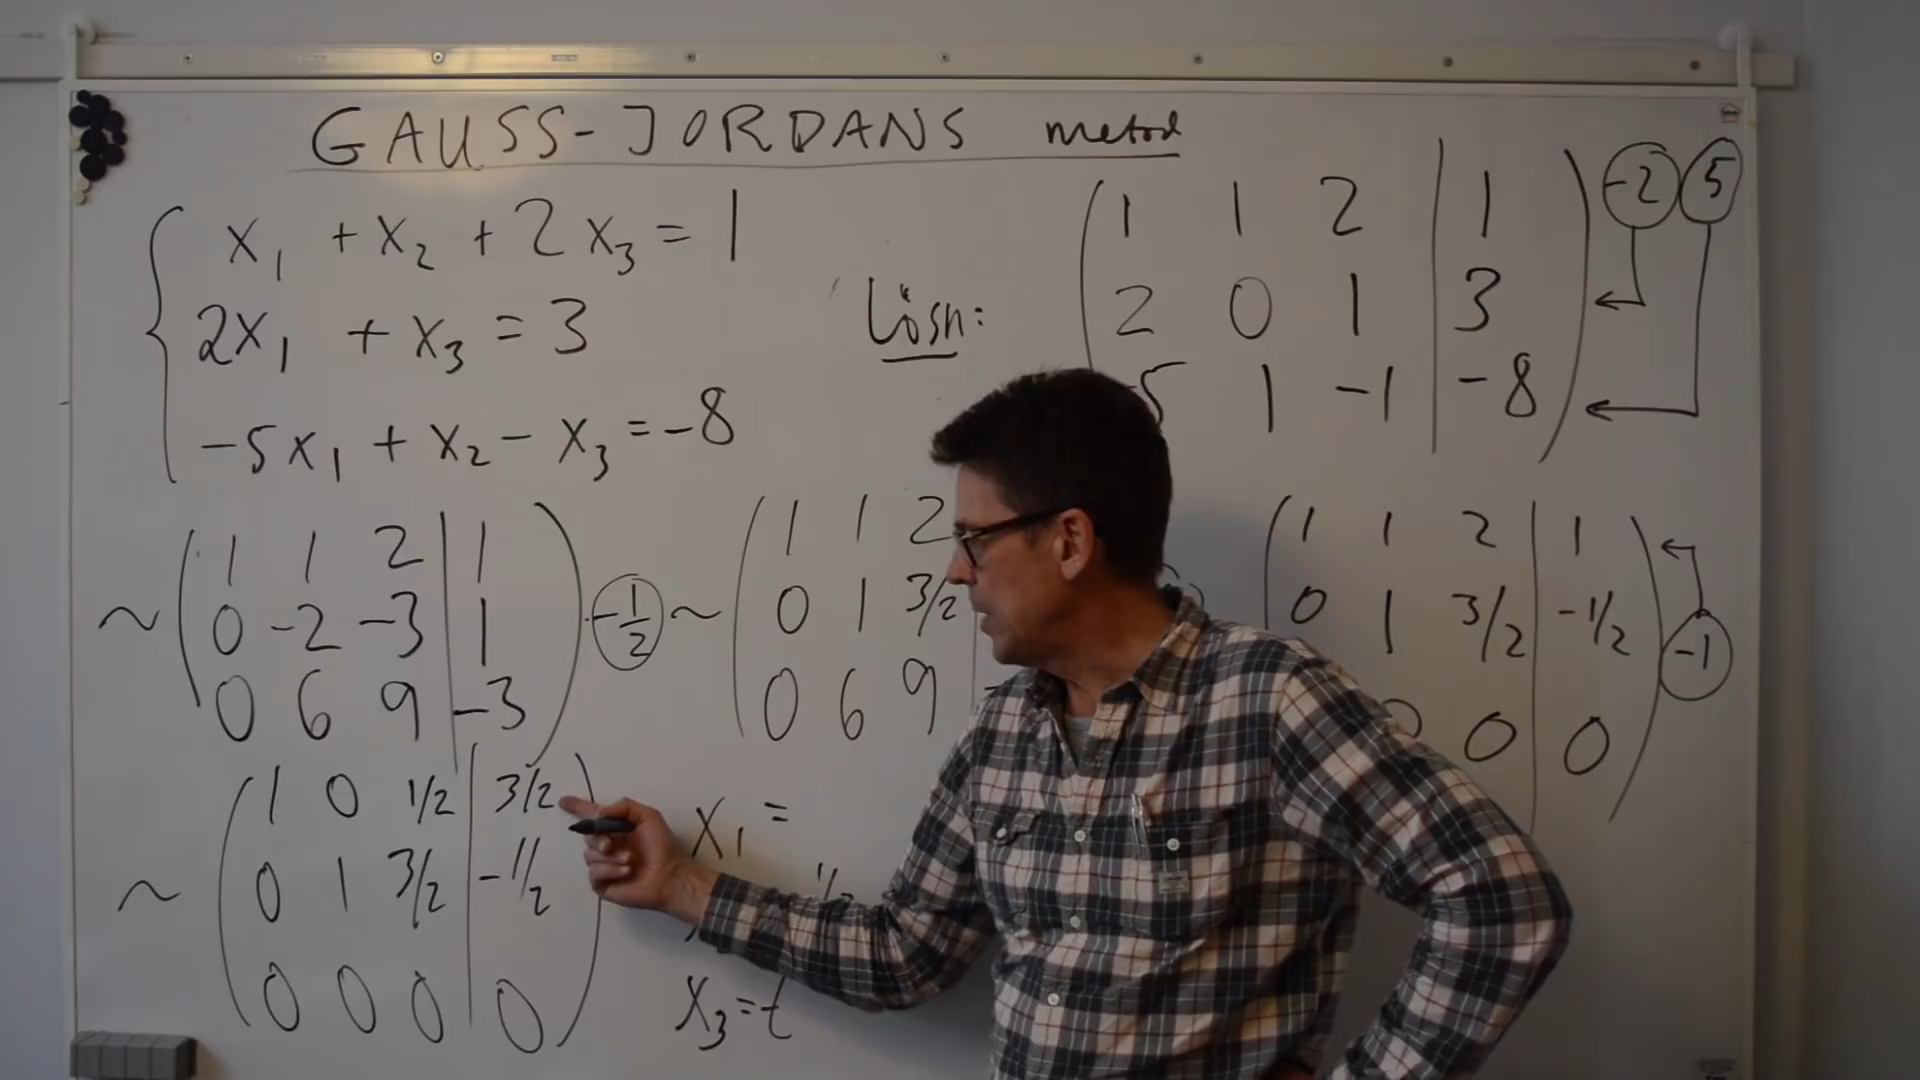 GAUSS-JORDANS metod
x₁ + x₂ + 2x₃ = 1
2x₁ + x₃ = 3
-5x₁ + x₂ - x₃ = -8
Lösn:
1 1 2 | 1 -2 5
2 0 1 | 3
-5 1 -1 | -8
~ 1 1 2 | 1
0 -2 -3 | 1 -1/2
0 6 9 | -3
~ 1 1 2
0 1 3/2
0 6 9
1 1 2 | 1
0 1 3/2 | -1/2 -1
0 0 | 0
~ 1 0 1/2 | 3/2
0 1 3/2 | -1/2
0 0 0 | 0
x₁ =
x₃ = t